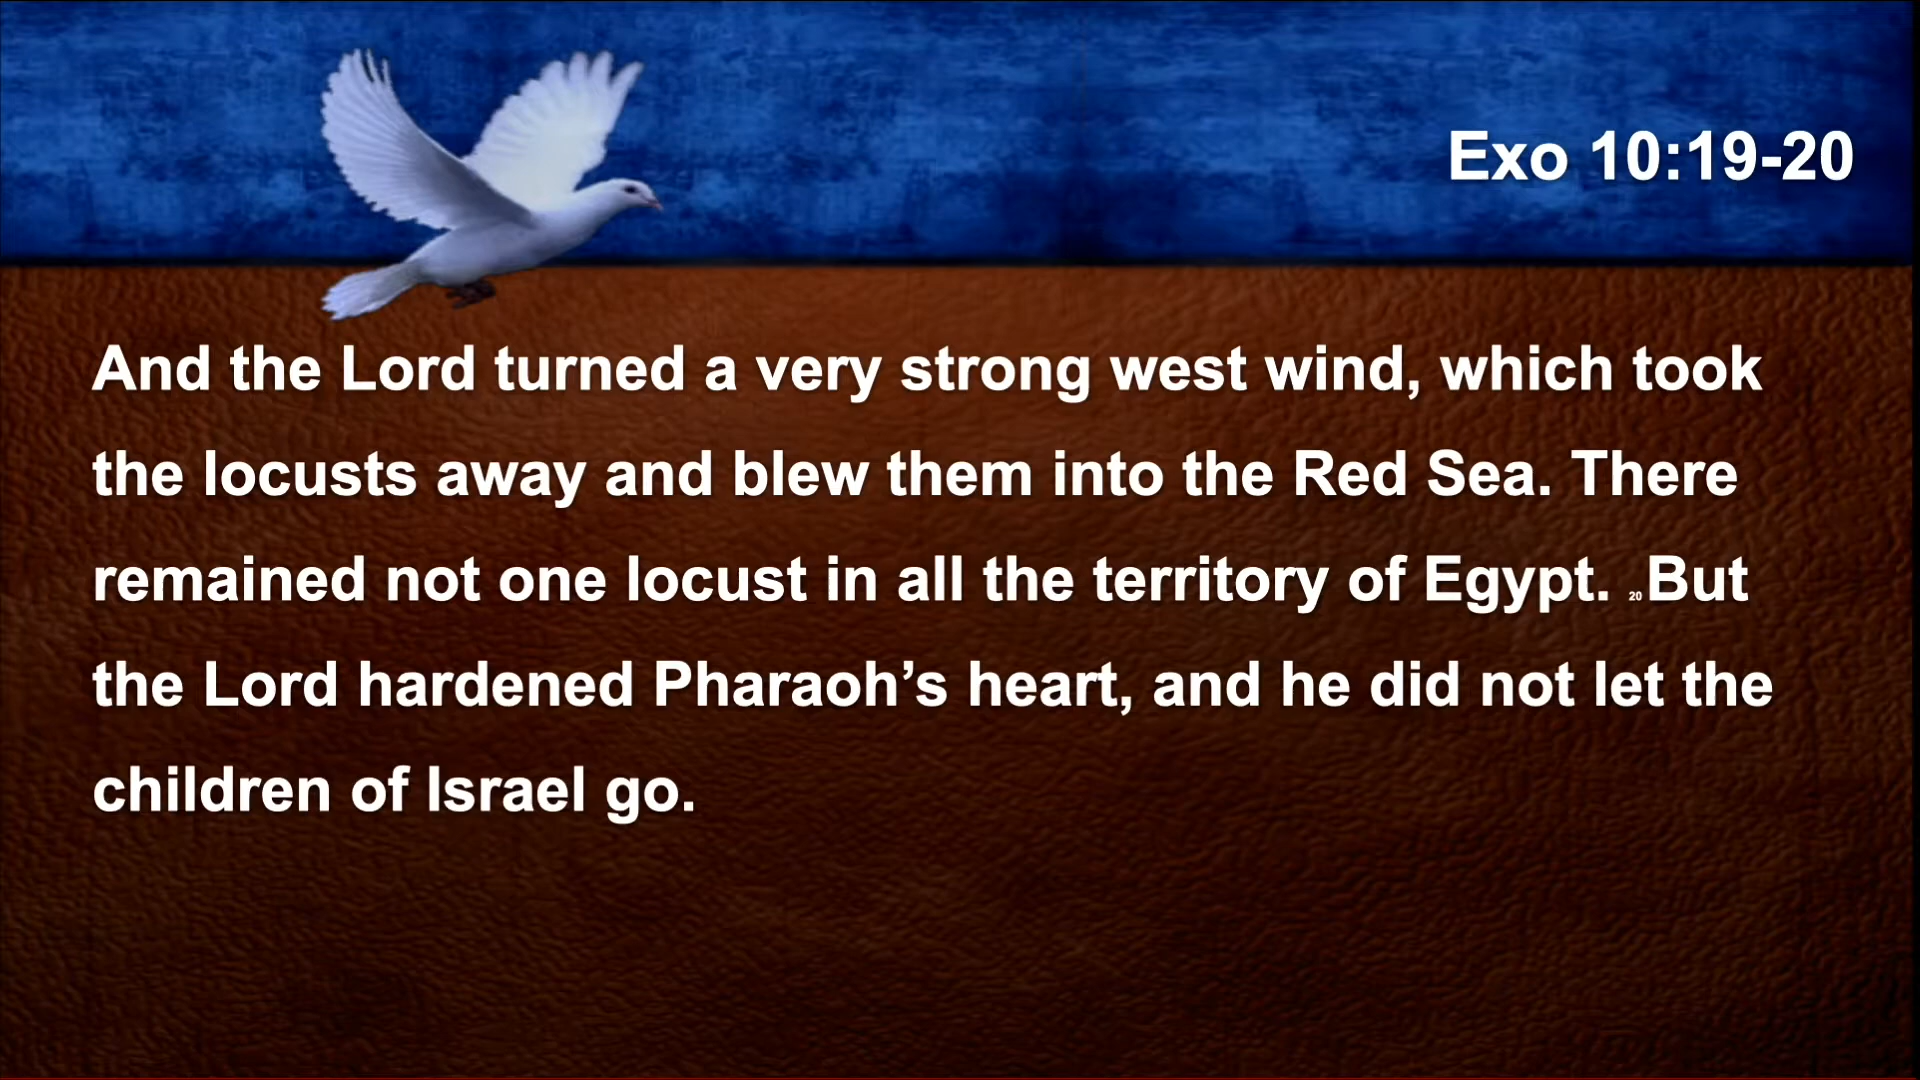 Exo 10:19-20
And the Lord turned a very strong west wind, which took
the locusts away and blew them into the Red Sea. There
remained not one locust in all the territory of Egypt. 20 But
the Lord hardened Pharaoh’s heart, and he did not let the
children of Israel go.